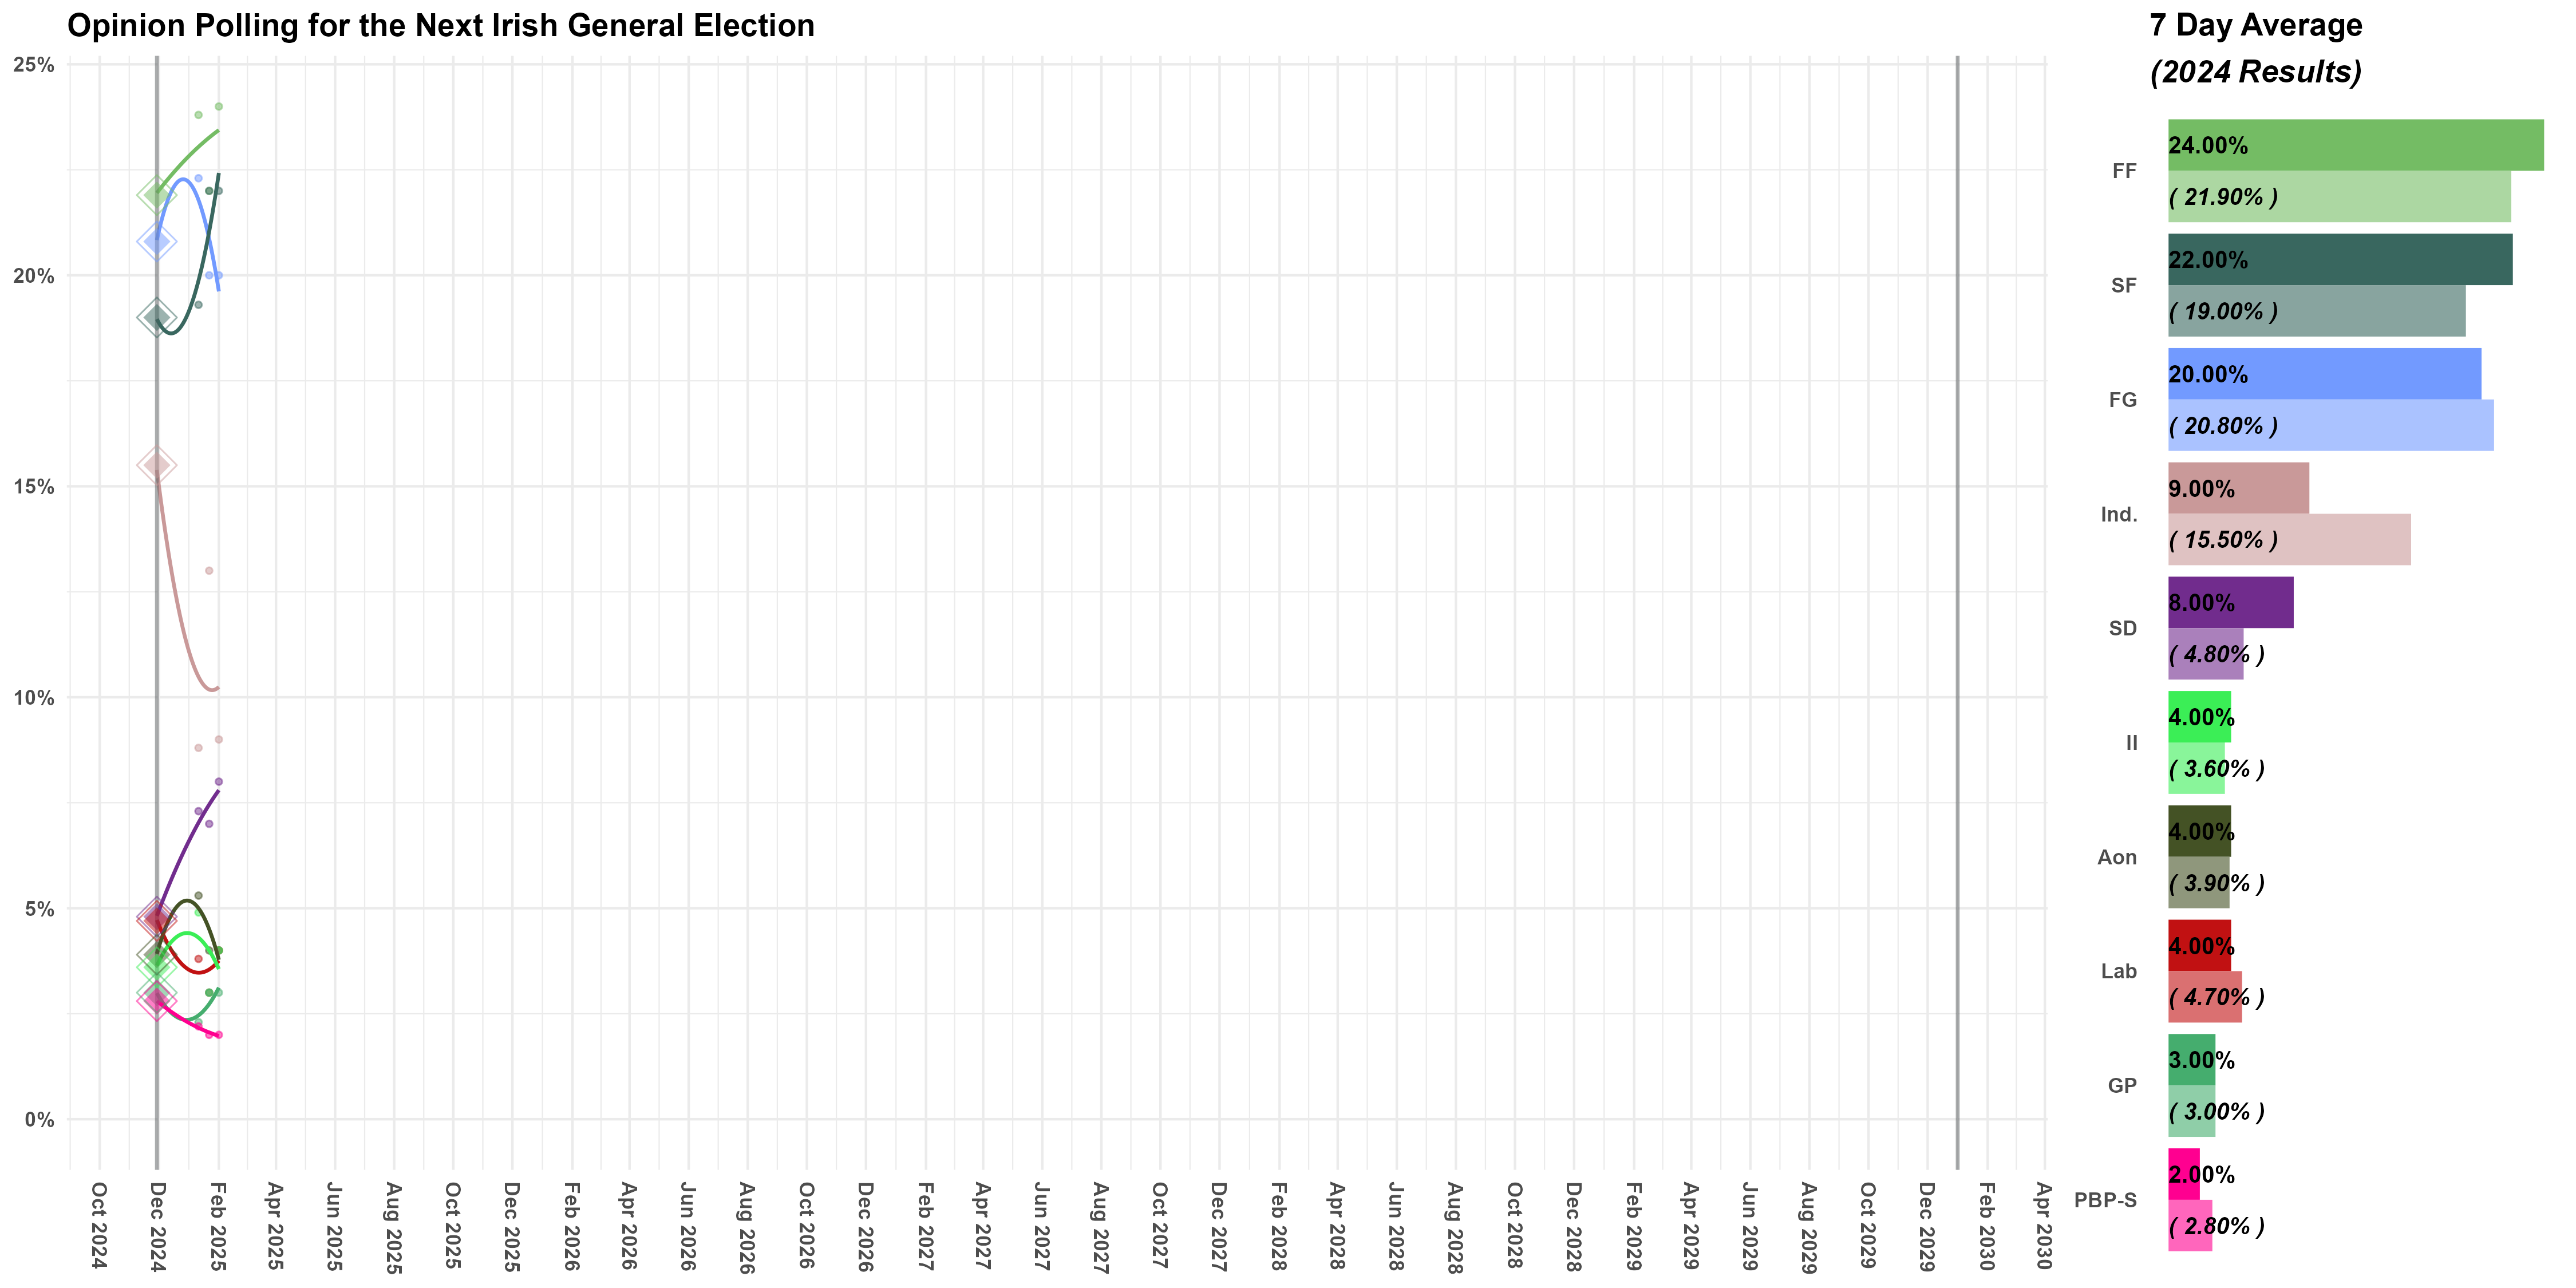 Opinion Polling for the Next Irish General Election
25%
20%
15%
10%
5%
0%
Oct 2024
Dec 2024
Feb 2025
Apr 2025
Jun 2025
Aug 2025
Oct 2025
Dec 2025
Feb 2026
Apr 2026
Jun 2026
Aug 2026
Oct 2026
Dec 2026
Feb 2027
Apr 2027
Jun 2027
Aug 2027
Oct 2027
Dec 2027
Feb 2028
Apr 2028
Jun 2028
Aug 2028
Oct 2028
Dec 2028
Feb 2029
Apr 2029
Jun 2029
Aug 2029
Oct 2029
Dec 2029
Feb 2030
Apr 2030
7 Day Average
(2024 Results)
FF
24.00%
( 21.90% )
SF
22.00%
( 19.00% )
FG
20.00%
( 20.80% )
Ind.
9.00%
( 15.50% )
SD
8.00%
( 4.80% )
II
4.00%
( 3.60% )
Aon
4.00%
( 3.90% )
Lab
4.00%
( 4.70% )
GP
3.00%
( 3.00% )
PBP-S
2.00%
( 2.80% )